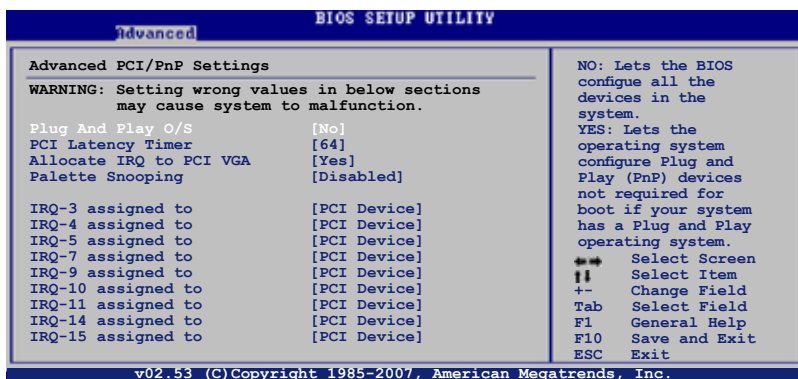 BIOS SETUP UTILITY
Advanced
Advanced PCI/PnP Settings
WARNING: Setting wrong values in below sections
may cause system to malfunction.
Plug And Play O/S [No]
PCI Latency Timer [64]
Allocate IRQ to PCI VGA [Yes]
Palette Snooping [Disabled]
IRQ-3 assigned to [PCI Device]
IRQ-4 assigned to [PCI Device]
IRQ-5 assigned to [PCI Device]
IRQ-7 assigned to [PCI Device]
IRQ-9 assigned to [PCI Device]
IRQ-10 assigned to [PCI Device]
IRQ-11 assigned to [PCI Device]
IRQ-14 assigned to [PCI Device]
IRQ-15 assigned to [PCI Device]
NO: Lets the BIOS
configue all the
devices in the
system.
YES: Lets the
operating system
configure Plug and
Play (PnP) devices
not required for
boot if your system
has a Plug and Play
operating system.
←→ Select Screen
↑↓ Select Item
+- Change Field
Tab Select Field
F1 General Help
F10 Save and Exit
ESC Exit
v02.53 (C)Copyright 1985-2007, American Megatrends, Inc.